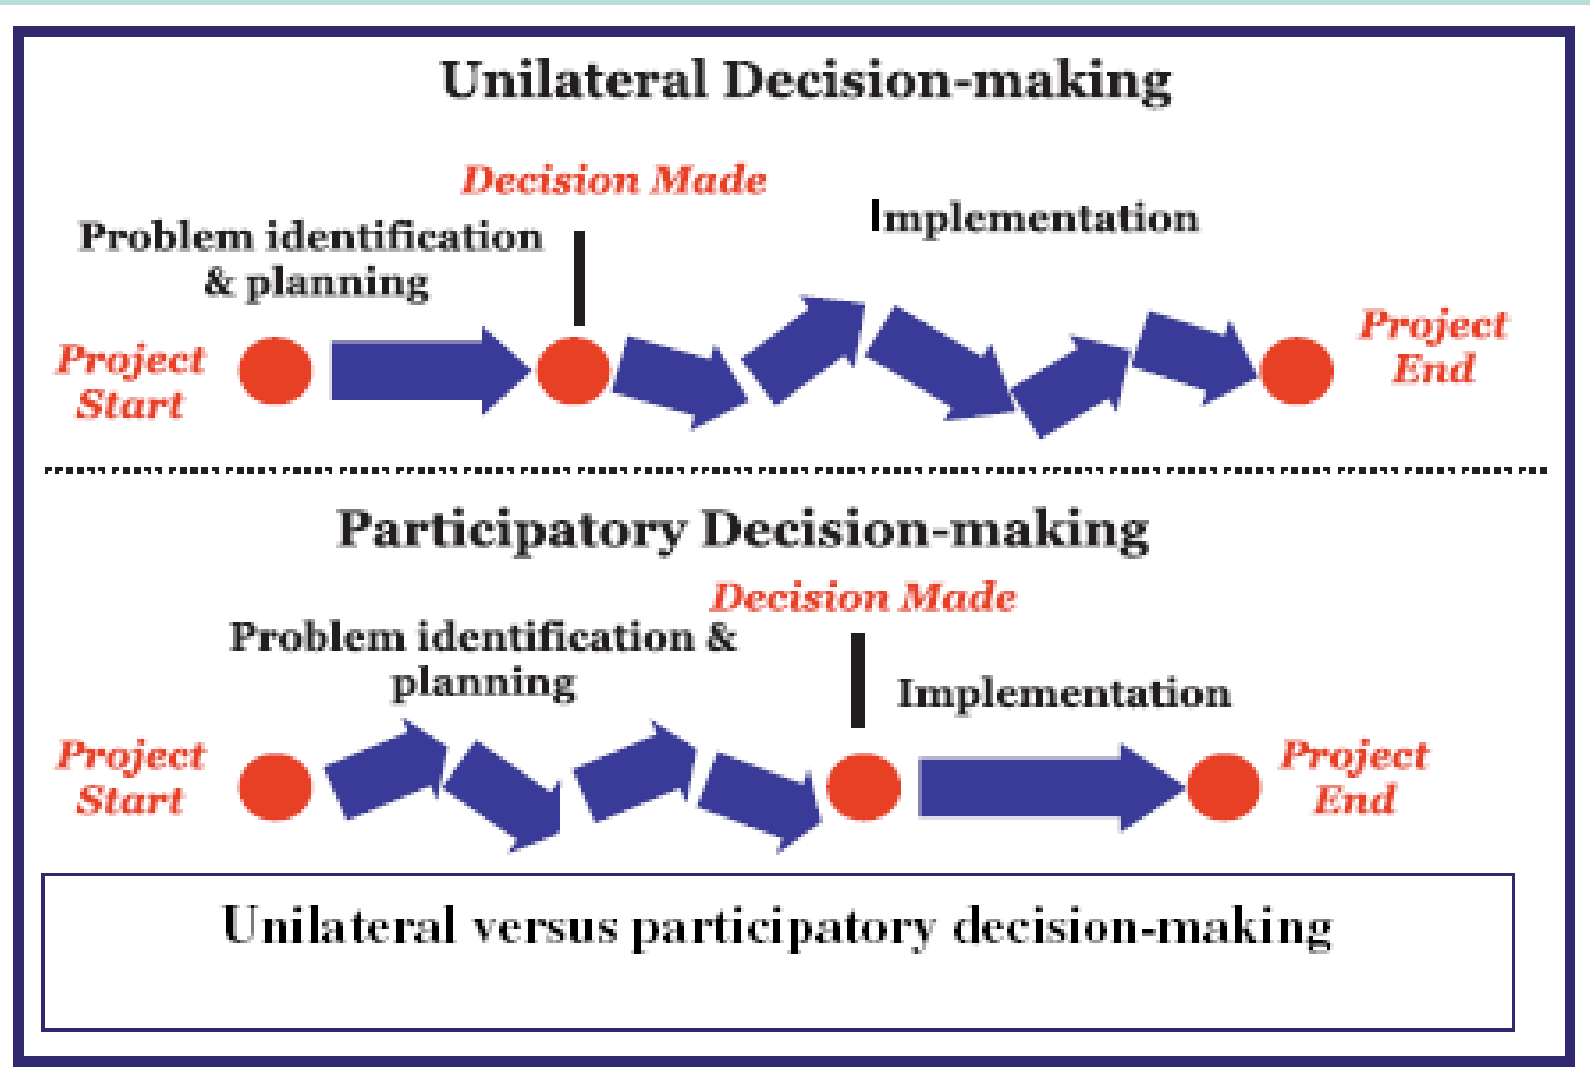 Unilateral Decision-making
Decision Made
Implementation
Problem identification
& planning
Project
Start
Project
End
Participatory Decision-making
Decision Made
Problem identification &
planning
Implementation
Project
Start
Project
End
Unilateral versus participatory decision-making